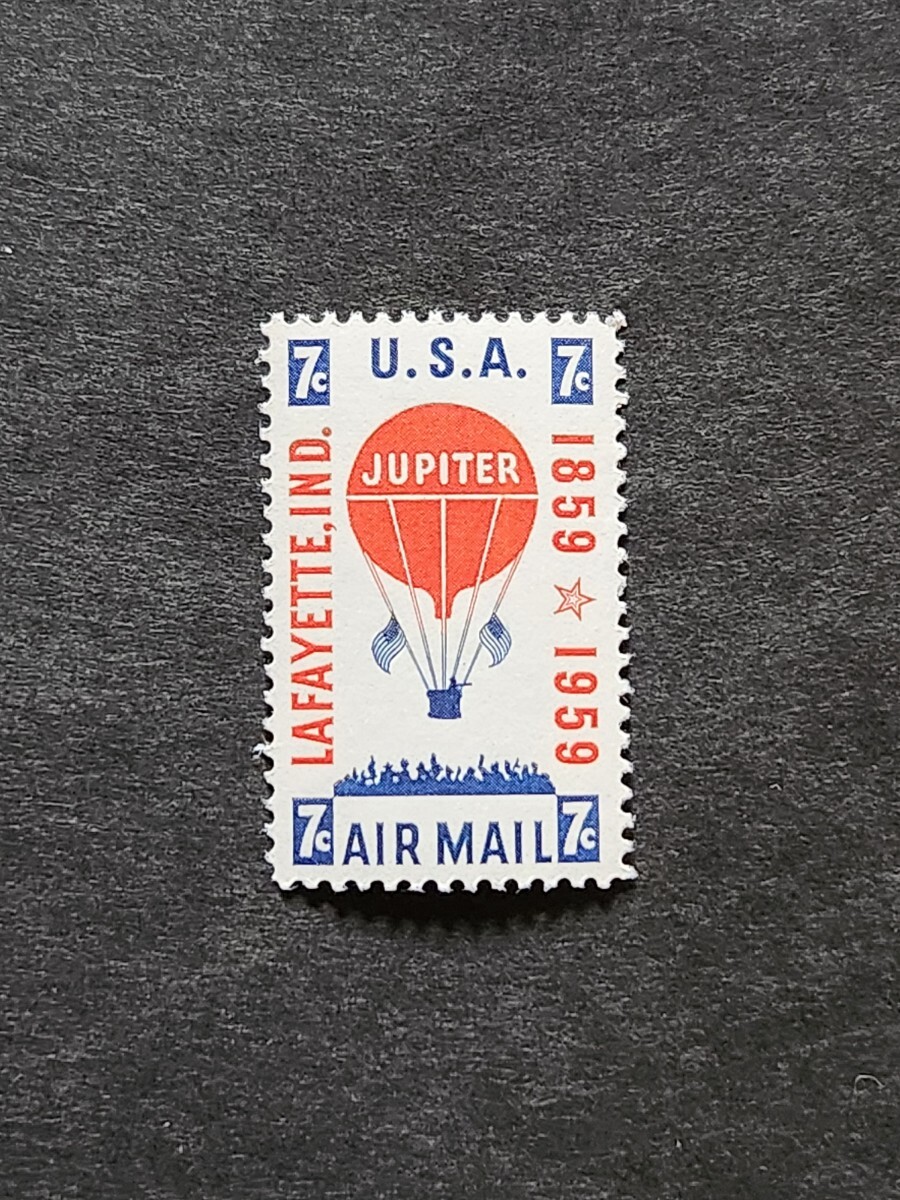 7c U.S.A. 7c
LAFAYETTE, IND.
JUPITER
1859 ☆ 1959
7c AIR MAIL 7c